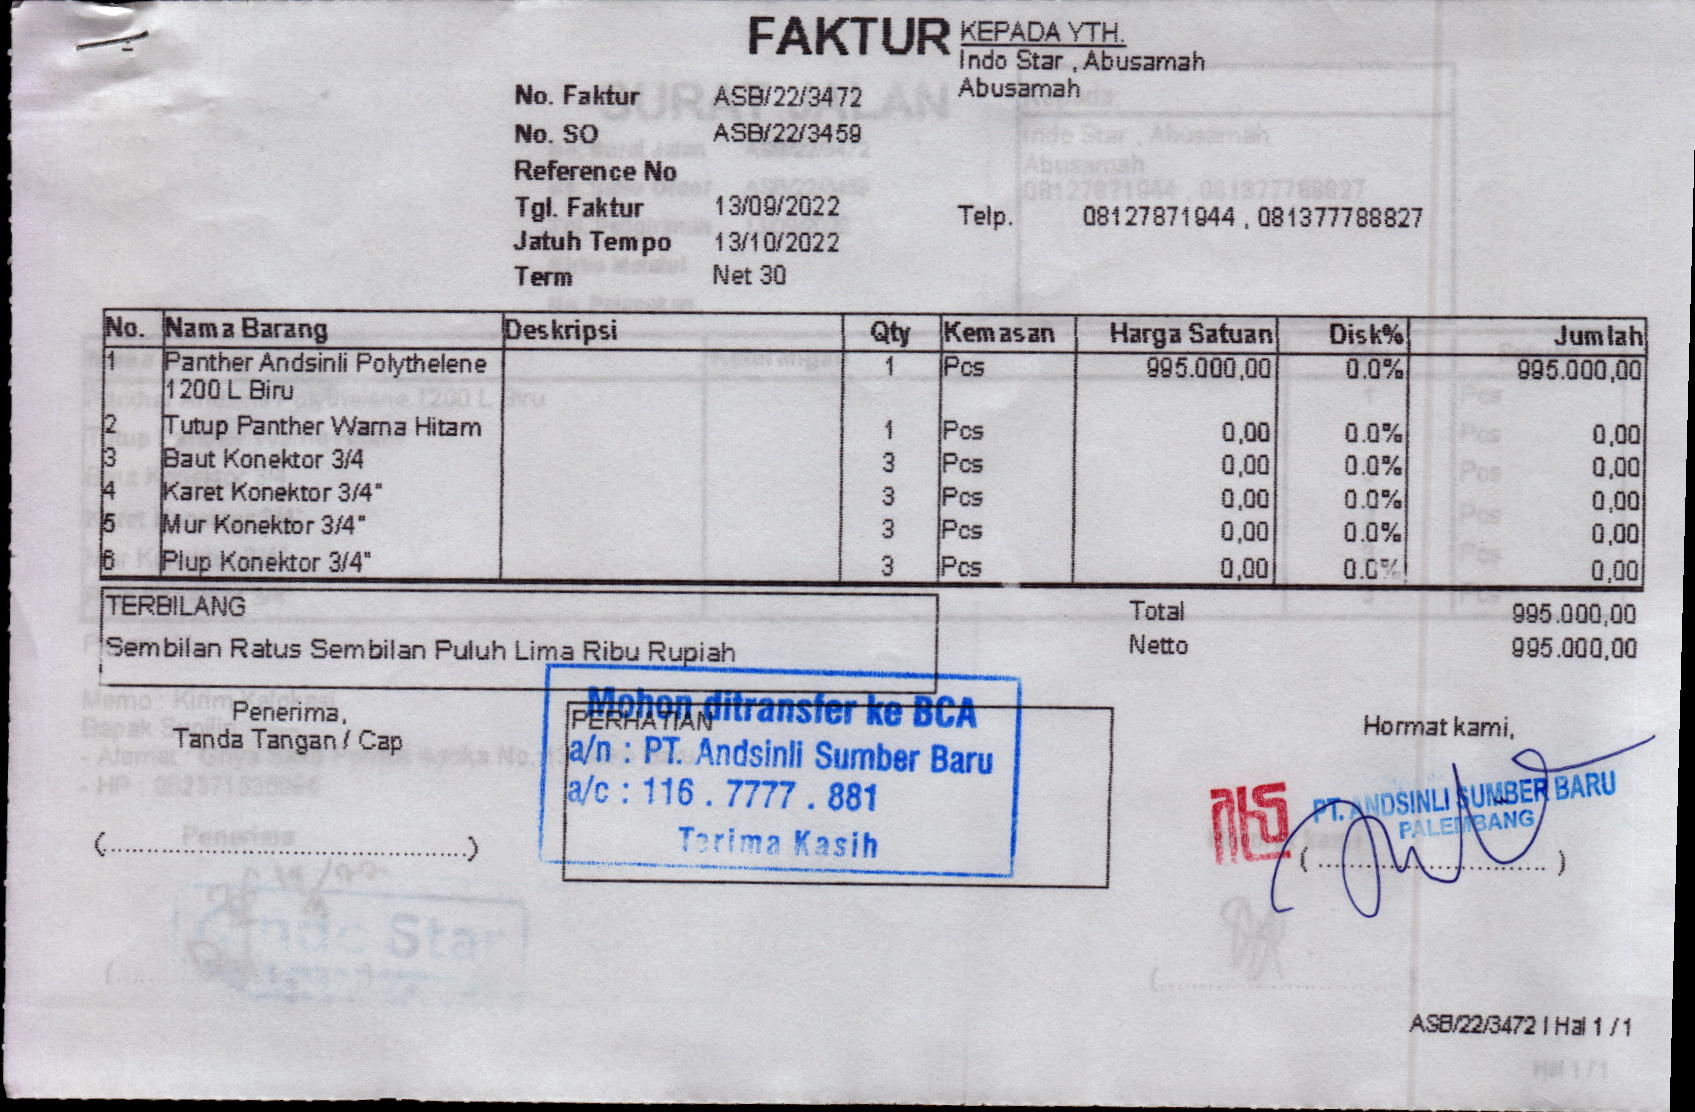 FAKTUR
KEPADA YTH.
Indo Star , Abusamah
Abusamah
No. Faktur ASB/22/3472
No. SO ASB/22/3459
Reference No
Tgl. Faktur 13/09/2022
Telp. 08127871944 , 081377788827
Jatuh Tempo 13/10/2022
Term Net 30
No. Nama Barang Deskripsi Qty Kemasan Harga Satuan Disk% Jumlah
1 Panther Andsinli Polythelene 1 Pcs 995.000,00 0.0% 995.000,00
1200 L Biru
2 Tutup Panther Warna Hitam 1 Pcs 0,00 0.0% 0,00
3 Baut Konektor 3/4 3 Pcs 0,00 0.0% 0,00
4 Karet Konektor 3/4" 3 Pcs 0,00 0.0% 0,00
5 Mur Konektor 3/4" 3 Pcs 0,00 0.0% 0,00
6 Plup Konektor 3/4" 3 Pcs 0,00 0.0% 0,00
TERBILANG
Sembilan Ratus Sembilan Puluh Lima Ribu Rupiah
Total 995.000,00
Netto 995.000,00
Penerima,
Tanda Tangan / Cap
(..................................................)
PERHATIAN
Mohon ditransfer ke BCA
a/n : PT. Andsinli Sumber Baru
a/c : 116 . 7777 . 881
Terima Kasih
Hormat kami,
PT. ANDSINLI SUMBER BARU
PALEMBANG
(..................................)
ASB/22/3472 | Hal 1 / 1